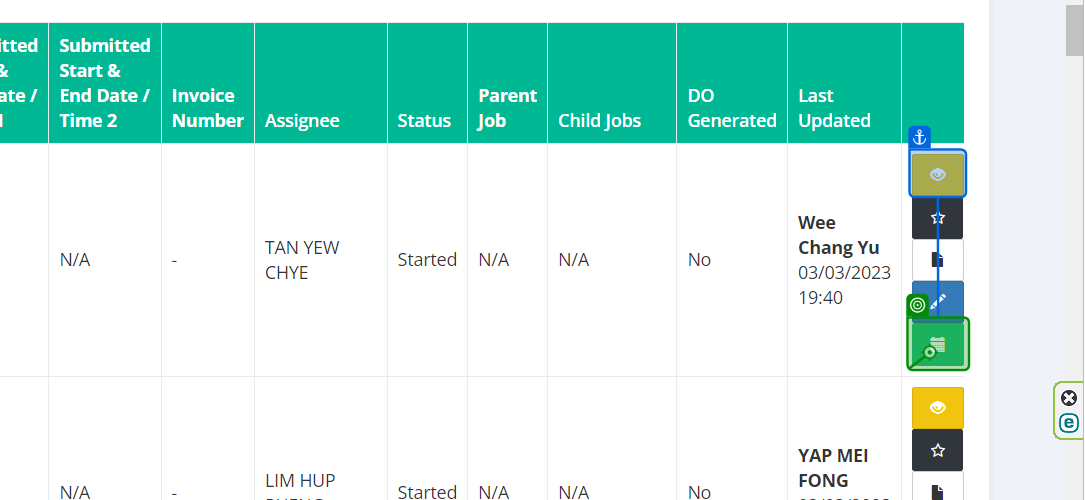 itted
&
ate /
Submitted
Start &
End Date /
Time 2
Invoice
Number
Assignee
Status
Parent
Job
Child Jobs
DO
Generated
Last
Updated
N/A
-
TAN YEW
CHYE
Started
N/A
N/A
No
Wee
Chang Yu
03/03/2023
19:40
N/A
-
LIM HUP
Started
N/A
N/A
No
YAP MEI
FONG
e